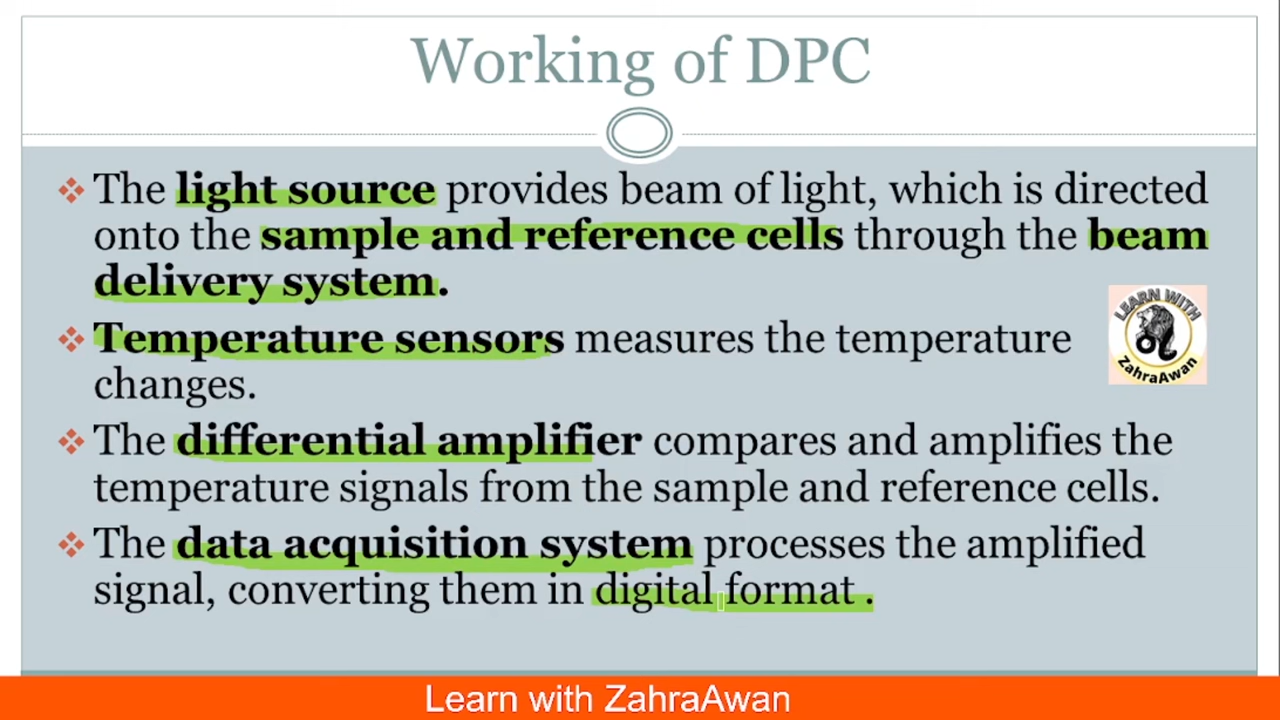 Working of DPC
The light source provides beam of light, which is directed
onto the sample and reference cells through the beam
delivery system.
Temperature sensors measures the temperature
changes.
LEARN WITH
ZahraAwan
The differential amplifier compares and amplifies the
temperature signals from the sample and reference cells.
The data acquisition system processes the amplified
signal, converting them in digital format .
Learn with ZahraAwan